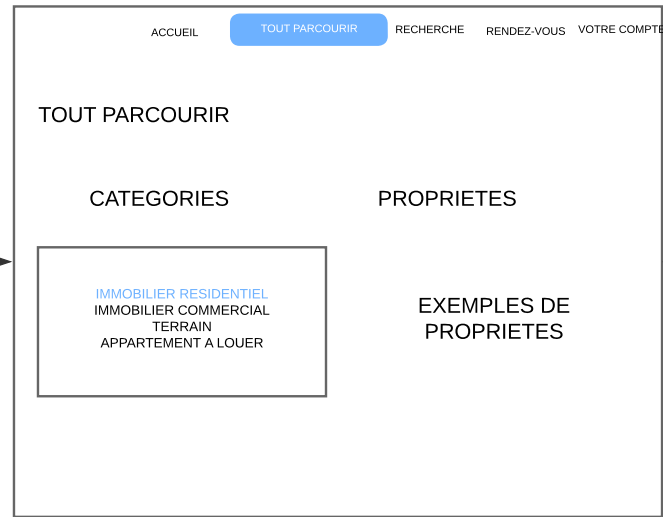 ACCUEIL
TOUT PARCOURIR
RECHERCHE
RENDEZ-VOUS
VOTRE COMPTE
TOUT PARCOURIR
CATEGORIES
PROPRIETES
IMMOBILIER RESIDENTIEL
IMMOBILIER COMMERCIAL
TERRAIN
APPARTEMENT A LOUER
EXEMPLES DE
PROPRIETES